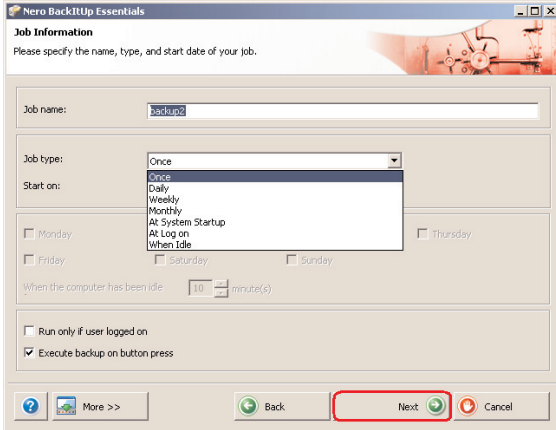 Nero BackItUp Essentials
Job Information
Please specify the name, type, and start date of your job.
Job name: backup2
Job type: Once
Once
Start on: Daily
Weekly
Monthly
At System Startup
Monday At Log on Thursday
When Idle
Friday Saturday Sunday
When the computer has been idle 10 minute(s)
Run only if user logged on
Execute backup on button press
? More >> Back Next Cancel